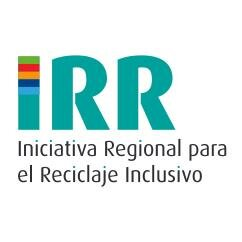 IRR
Iniciativa Regional para
el Reciclaje Inclusivo